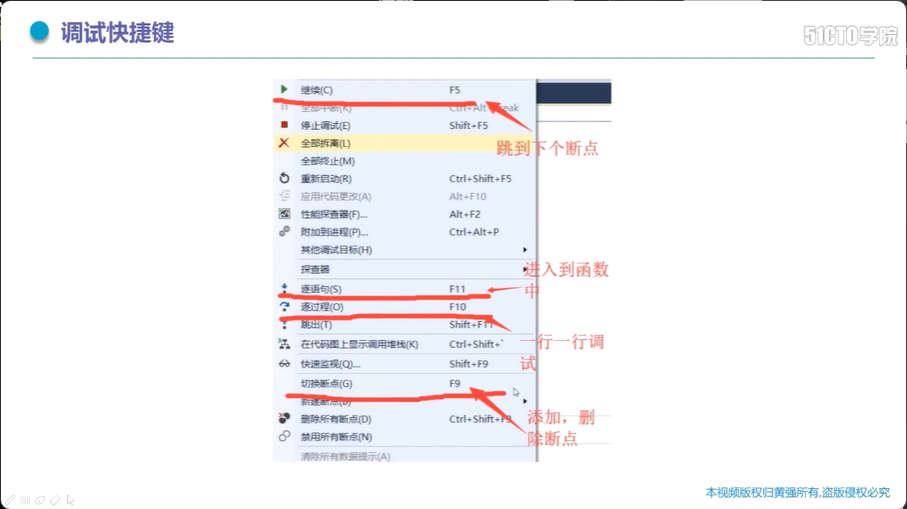 调试快捷键
51CTO学院
继续(C) F5
全部中断(K) Ctrl+Alt+Break
停止调试(E) Shift+F5
跳到下个断点
全部拆离(L)
全部终止(M)
重新启动(R) Ctrl+Shift+F5
应用代码更改(A) Alt+F10
性能探查器(F)... Alt+F2
附加到进程(P)... Ctrl+Alt+P
其他调试目标(H)
探查器
进入到函数
中
逐语句(S) F11
逐过程(O) F10
跳出(T) Shift+F11
一行一行调
试
在代码图上显示调用堆栈(K) Ctrl+Shift+`
快速监视(Q)... Shift+F9
切换断点(G) F9
新建断点(B)
添加，删
除断点
删除所有断点(D) Ctrl+Shift+F9
禁用所有断点(N)
清除所有数据提示(A)
本视频版权归黄强所有,盗版侵权必究